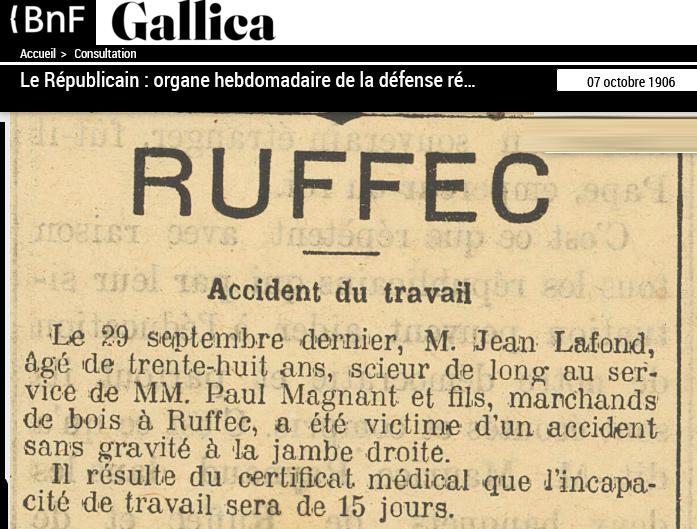 {BnF Gallica
Accueil > Consultation
Le Républicain : organe hebdomadaire de la défense ré... 07 octobre 1906
RUFFEC
Accident du travail
Le 29 septembre dernier, M. Jean Lafond,
âgé de trente-huit ans, scieur de long au ser-
vice de MM. Paul Magnant et fils, marchands
de bois à Ruffec, a été victime d'un accident
sans gravité à la jambe droite.
Il résulte du certificat médical que l'incapa-
cité de travail sera de 15 jours.